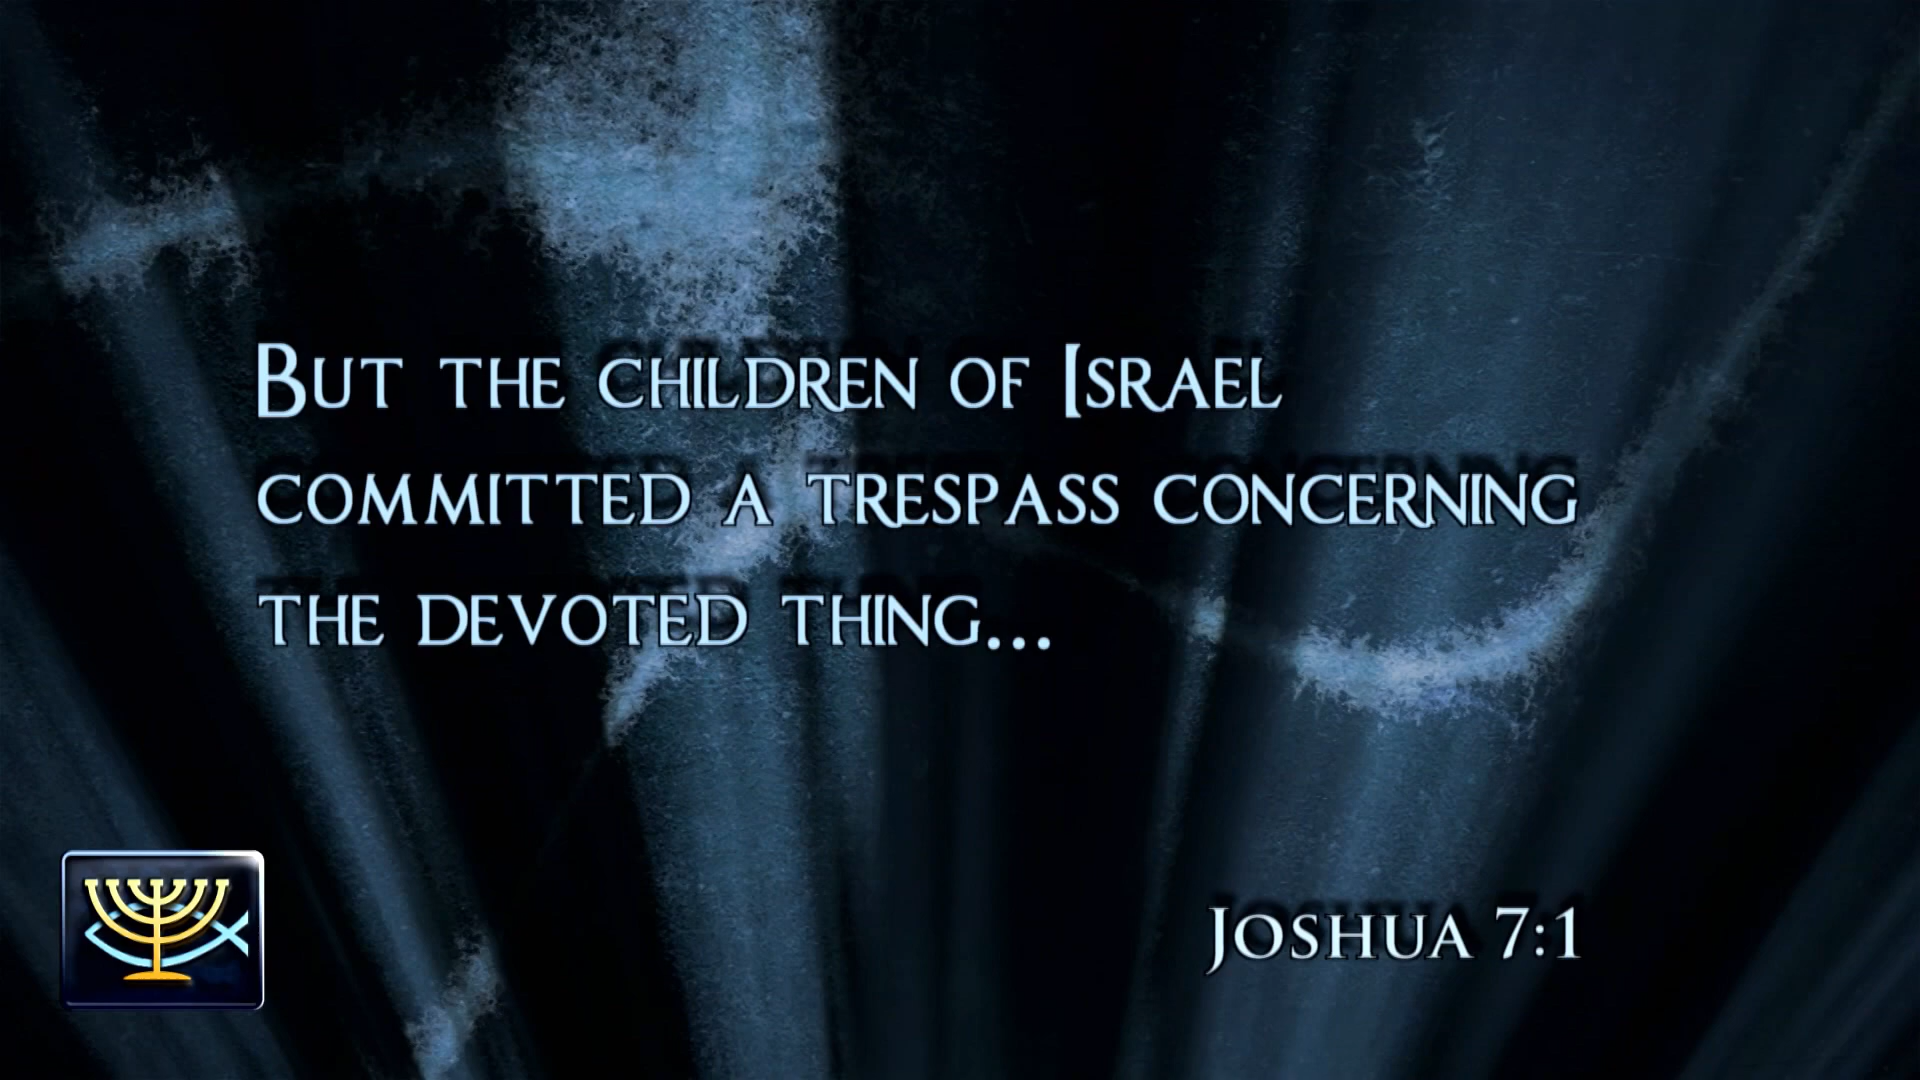 But the children of Israel
committed a trespass concerning
the devoted thing...
Joshua 7:1